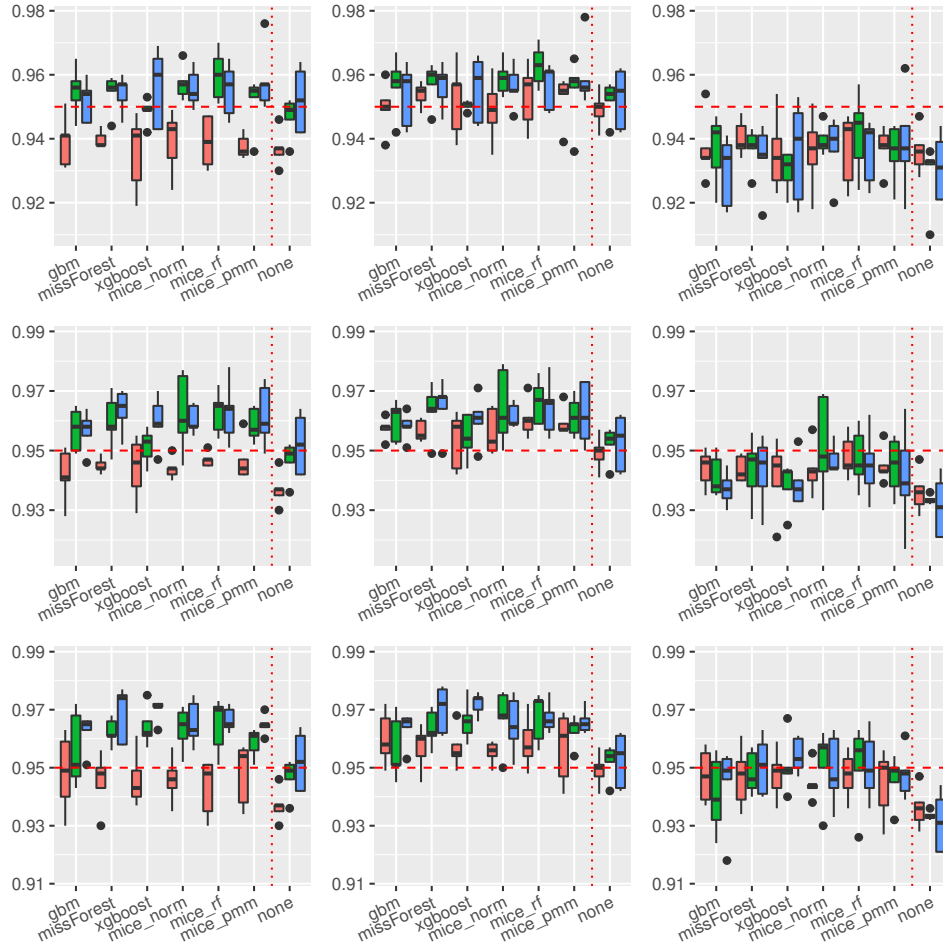 0.98
0.96
0.94
0.92
gbm
missForest
xgboost
mice_norm
mice_rf
mice_pmm
none
0.98
0.96
0.94
0.92
gbm
missForest
xgboost
mice_norm
mice_rf
mice_pmm
none
0.98
0.96
0.94
0.92
gbm
missForest
xgboost
mice_norm
mice_rf
mice_pmm
none
0.99
0.97
0.95
0.93
gbm
missForest
xgboost
mice_norm
mice_rf
mice_pmm
none
0.99
0.97
0.95
0.93
gbm
missForest
xgboost
mice_norm
mice_rf
mice_pmm
none
0.99
0.97
0.95
0.93
gbm
missForest
xgboost
mice_norm
mice_rf
mice_pmm
none
0.99
0.97
0.95
0.93
0.91
gbm
missForest
xgboost
mice_norm
mice_rf
mice_pmm
none
0.99
0.97
0.95
0.93
0.91
gbm
missForest
xgboost
mice_norm
mice_rf
mice_pmm
none
0.99
0.97
0.95
0.93
0.91
gbm
missForest
xgboost
mice_norm
mice_rf
mice_pmm
none